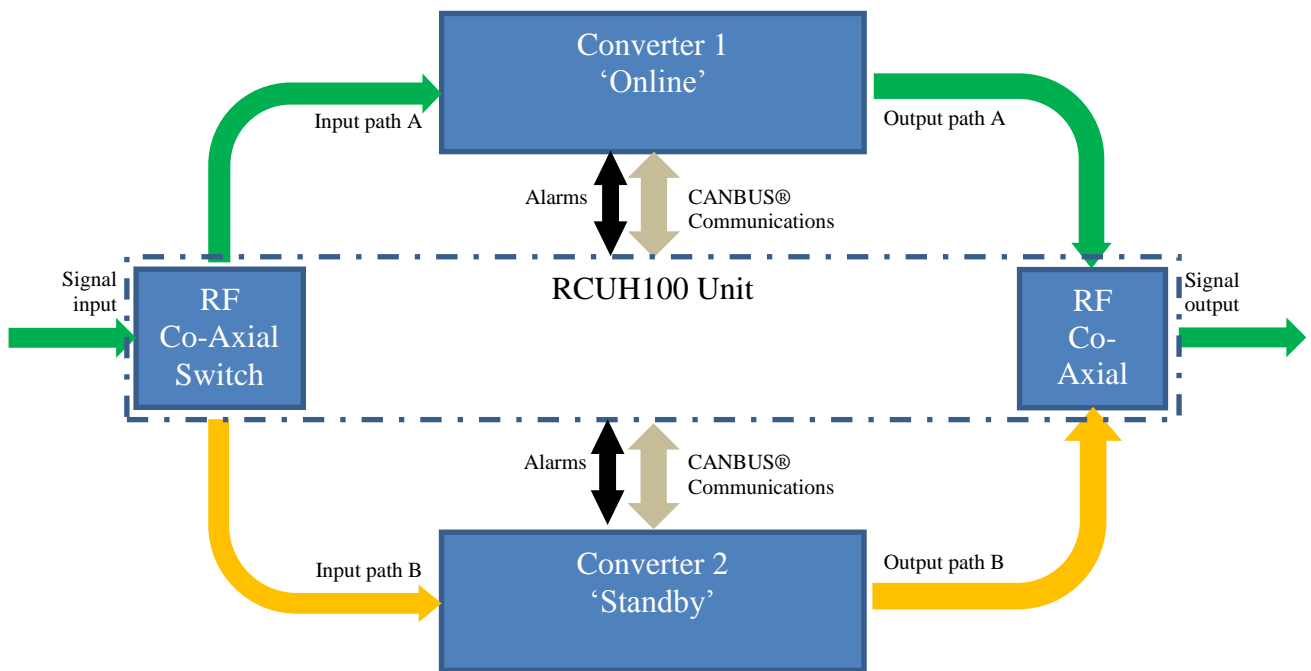 Converter 1
‘Online’
Input path A
Output path A
Alarms
CANBUS®
Communications
Signal
input
RF
Co-Axial
Switch
RCUH100 Unit
RF
Co-
Axial
Signal
output
Alarms
CANBUS®
Communications
Input path B
Converter 2
‘Standby’
Output path B